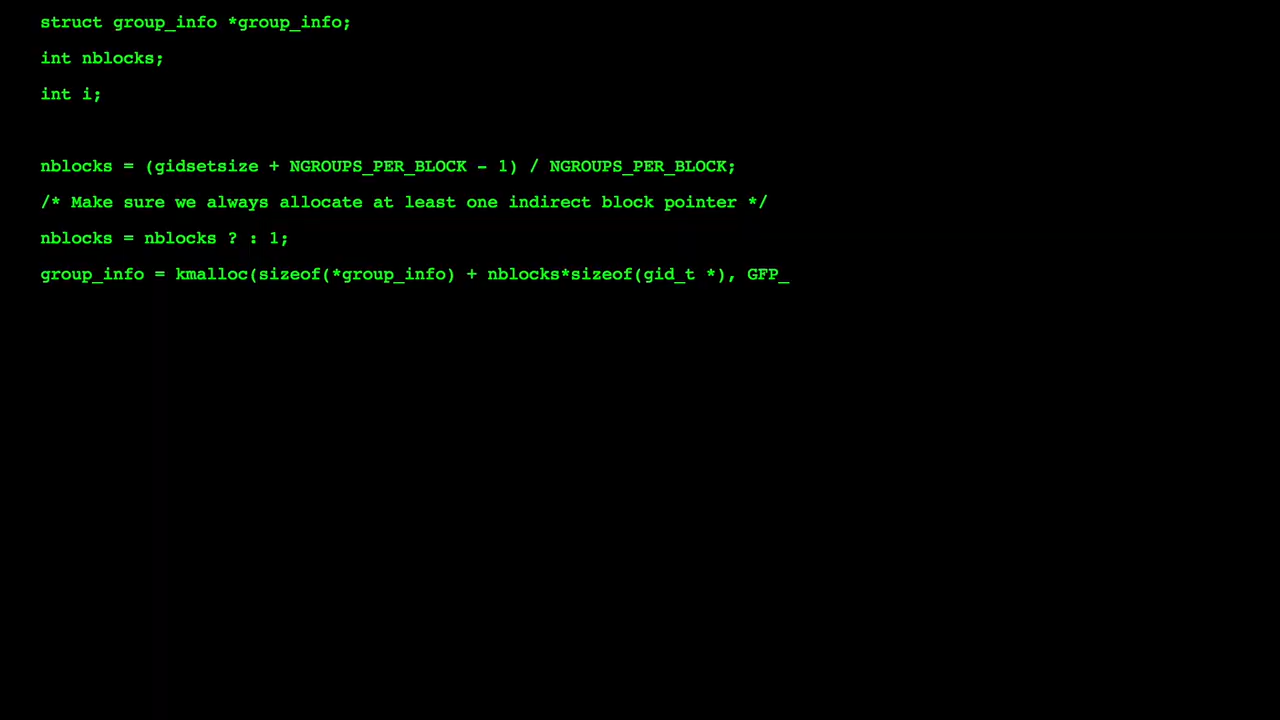 struct group_info *group_info;
int nblocks;
int i;
nblocks = (gidsetsize + NGROUPS_PER_BLOCK - 1) / NGROUPS_PER_BLOCK;
/* Make sure we always allocate at least one indirect block pointer */
nblocks = nblocks ? : 1;
group_info = kmalloc(sizeof(*group_info) + nblocks*sizeof(gid_t *), GFP_